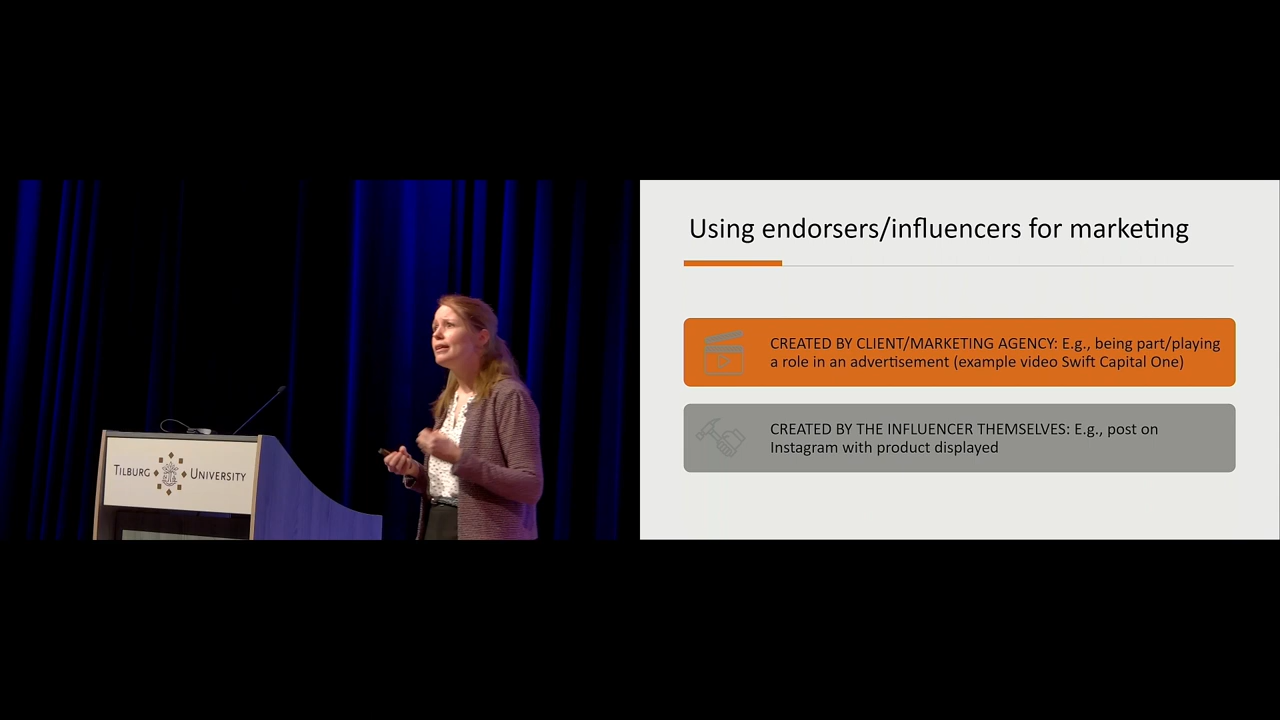 TILBURG UNIVERSITY
Using endorsers/influencers for marketing
CREATED BY CLIENT/MARKETING AGENCY: E.g., being part/playing
a role in an advertisement (example video Swift Capital One)
CREATED BY THE INFLUENCER THEMSELVES: E.g., post on
Instagram with product displayed